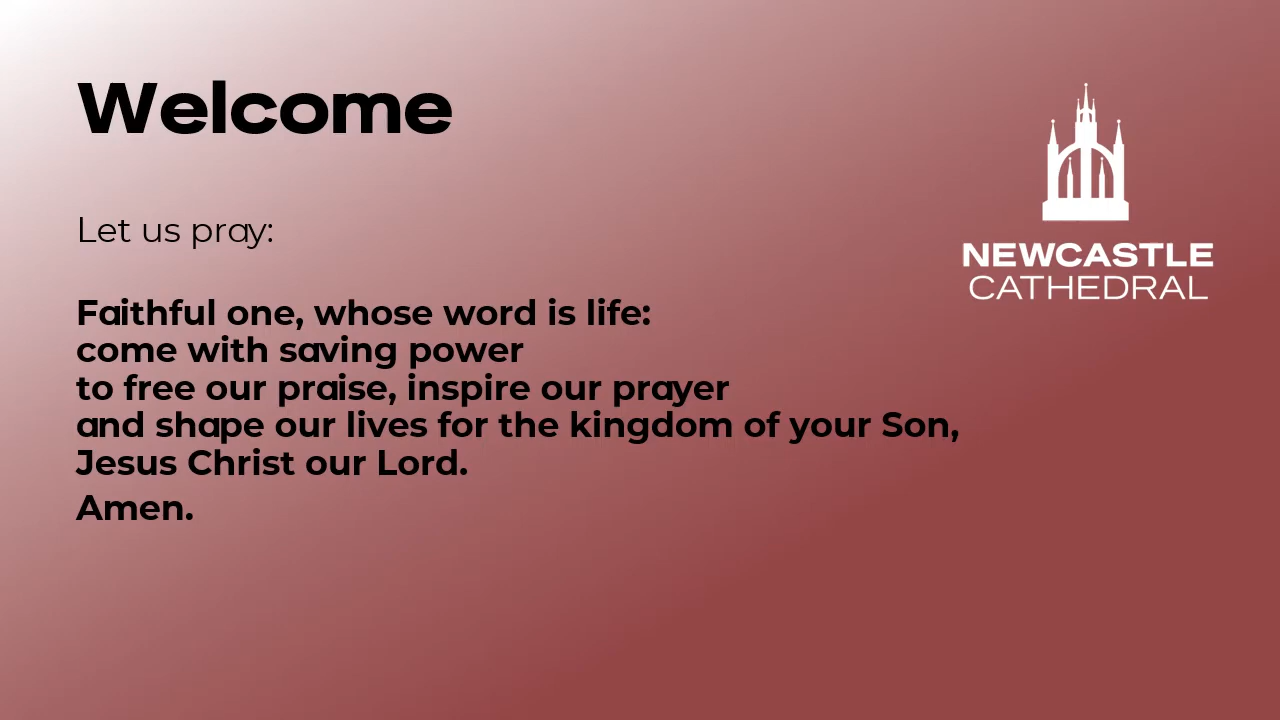 Welcome
Let us pray:
Faithful one, whose word is life:
come with saving power
to free our praise, inspire our prayer
and shape our lives for the kingdom of your Son,
Jesus Christ our Lord.
Amen.
NEWCASTLE
CATHEDRAL